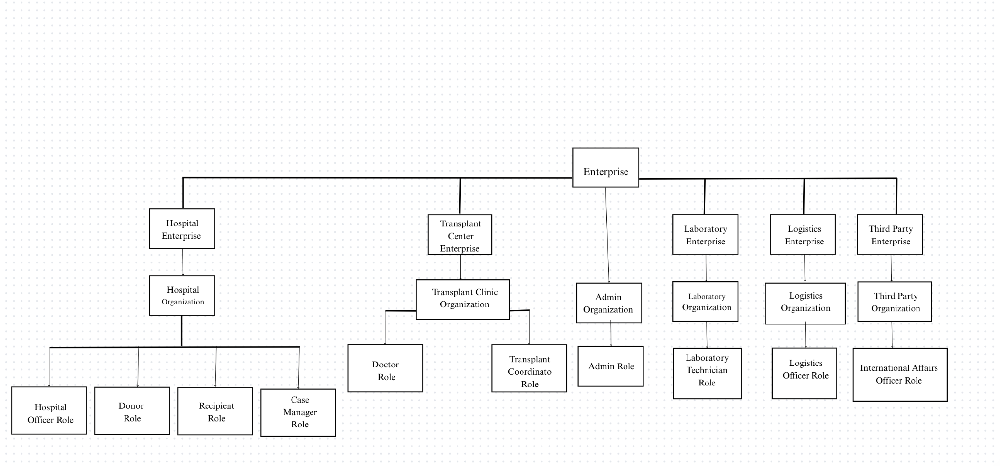 Enterprise
Hospital
Enterprise
Transplant
Center
Enterprise
Laboratory
Enterprise
Logistics
Enterprise
Third Party
Enterprise
Hospital
Organization
Transplant Clinic
Organization
Admin
Organization
Laboratory
Organization
Logistics
Organization
Third Party
Organization
Hospital
Officer Role
Donor
Role
Recipient
Role
Case
Manager
Role
Doctor
Role
Transplant
Coordinato
Role
Admin Role
Laboratory
Technician
Role
Logistics
Officer Role
International Affairs
Officer Role